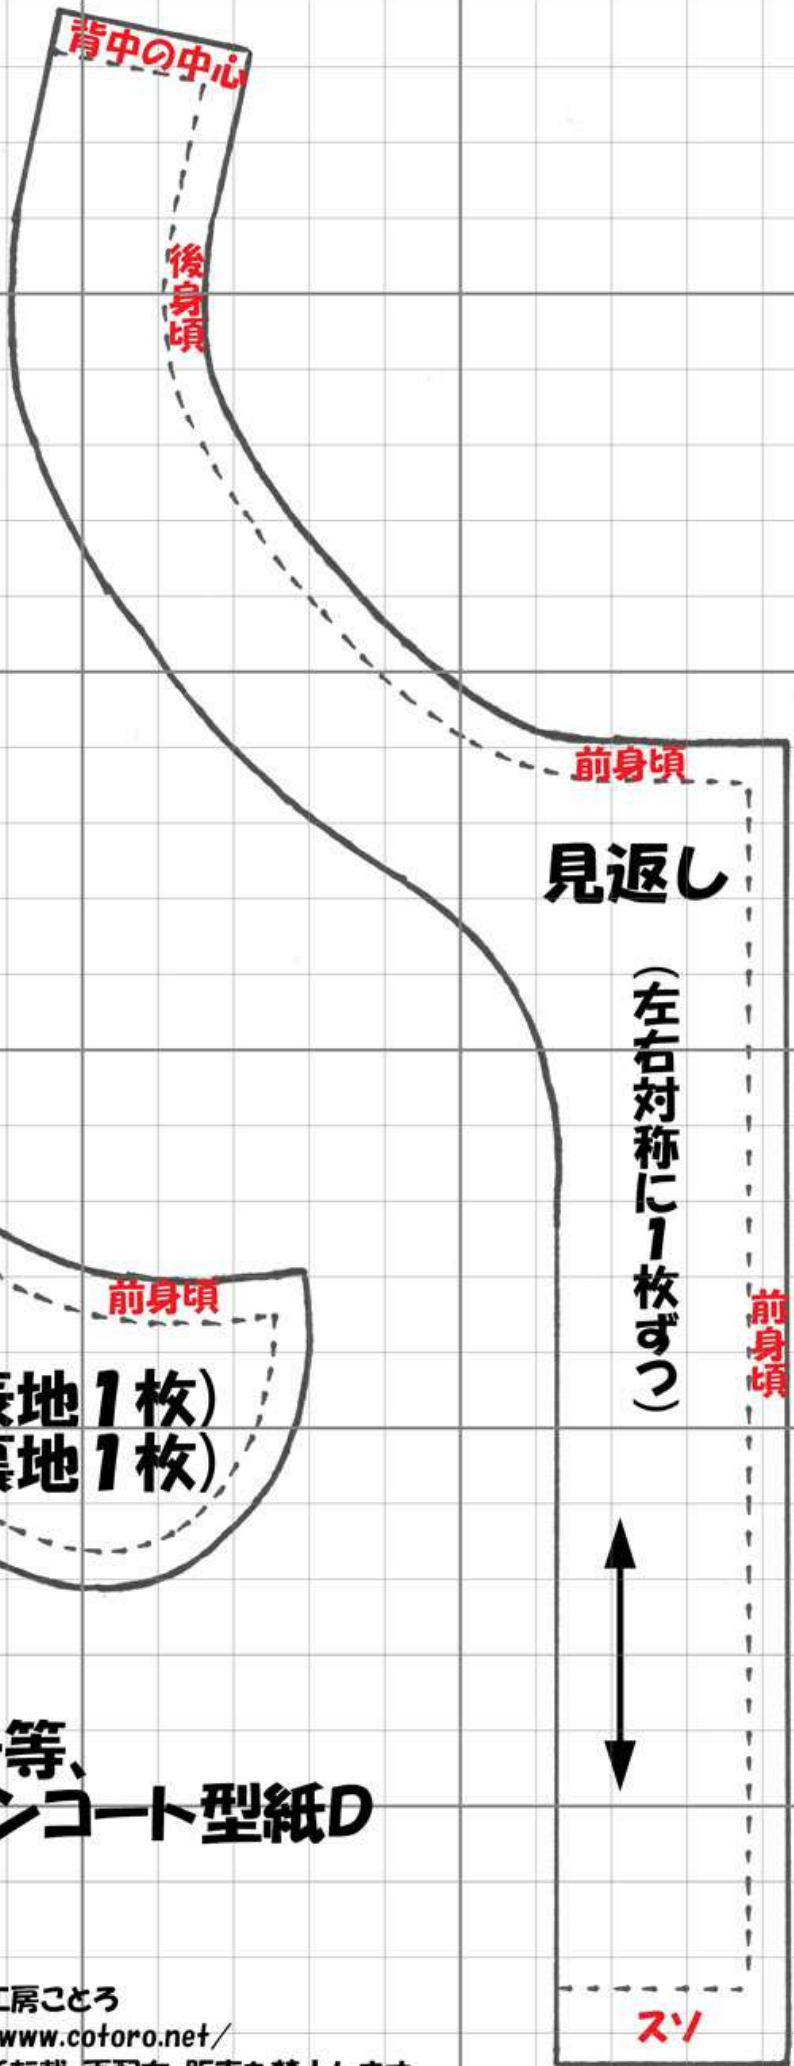 背中の中心
後身頃
前身頃
見返し
（左右対称に1枚ずつ）
前身頃
前身頃
地1枚）
地1枚）
等、
ンコート型紙D
工房ことろ
www.cotoro.net/
スソ